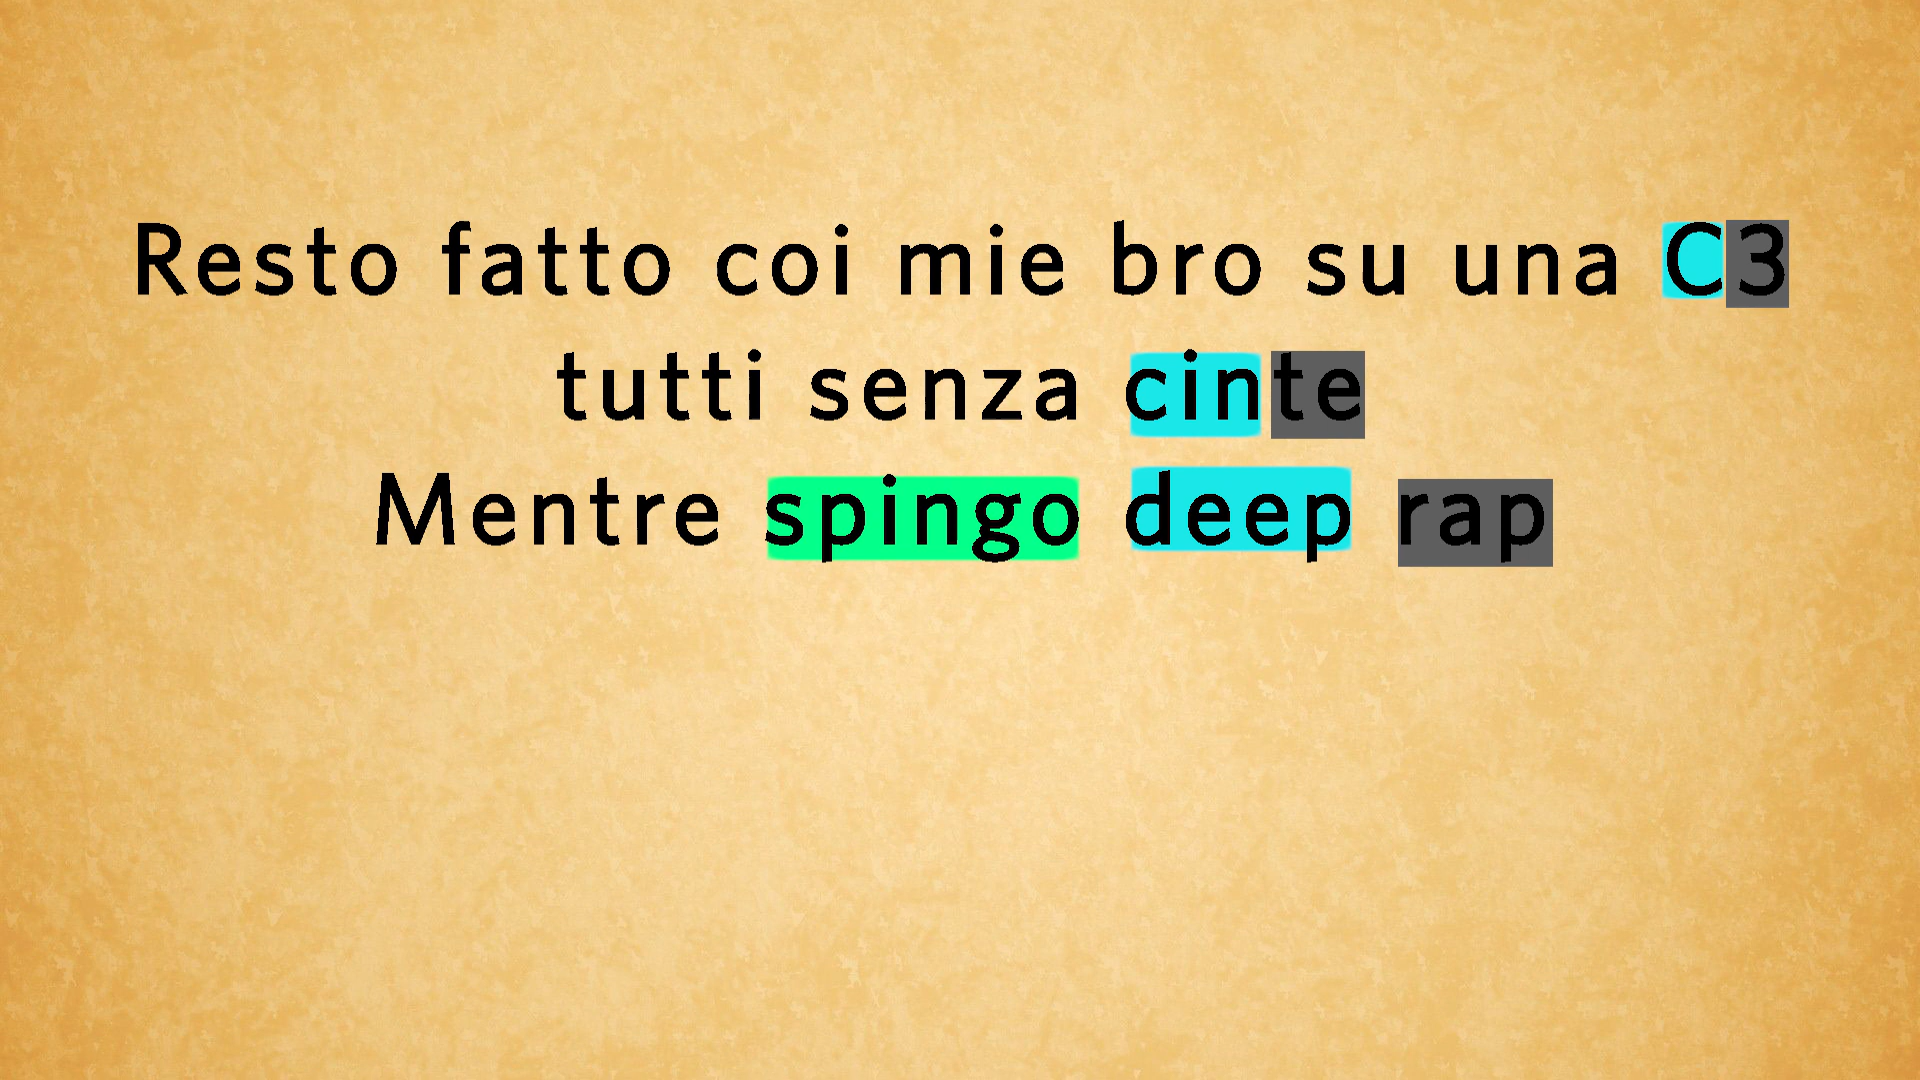 Resto fatto coi mie bro su una C3
tutti senza cinte
Mentre spingo deep rap